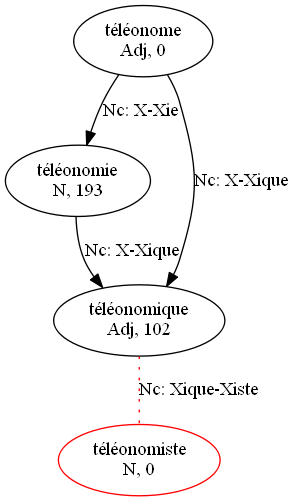 téléonome
Adj, 0
Nc: X-Xie
téléonomie
N, 193
Nc: X-Xique
Nc: X-Xique
téléonomique
Adj, 102
Nc: Xique-Xiste
téléonomiste
N, 0